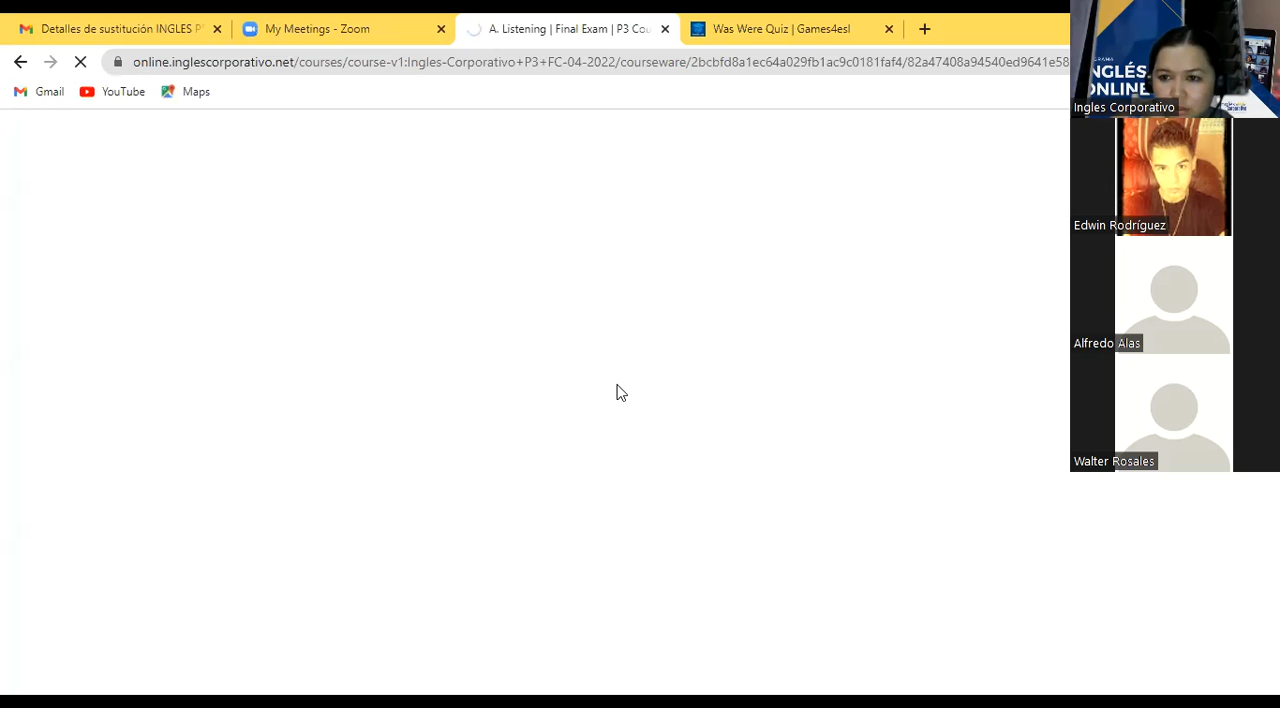 Detalles de sustitución INGLES P
My Meetings - Zoom
A. Listening | Final Exam | P3 Cou
Was Were Quiz | Games4esl
online.inglescorporativo.net/courses/course-v1:Ingles-Corporativo+P3+FC-04-2022/courseware/2bcbfd8a1ec64a029fb1ac9c0181faf4/82a47408a94540ed9641e58
Gmail
YouTube
Maps
INGLÉS
ONLINE
Ingles Corporativo
Edwin Rodríguez
Alfredo Alas
Walter Rosales